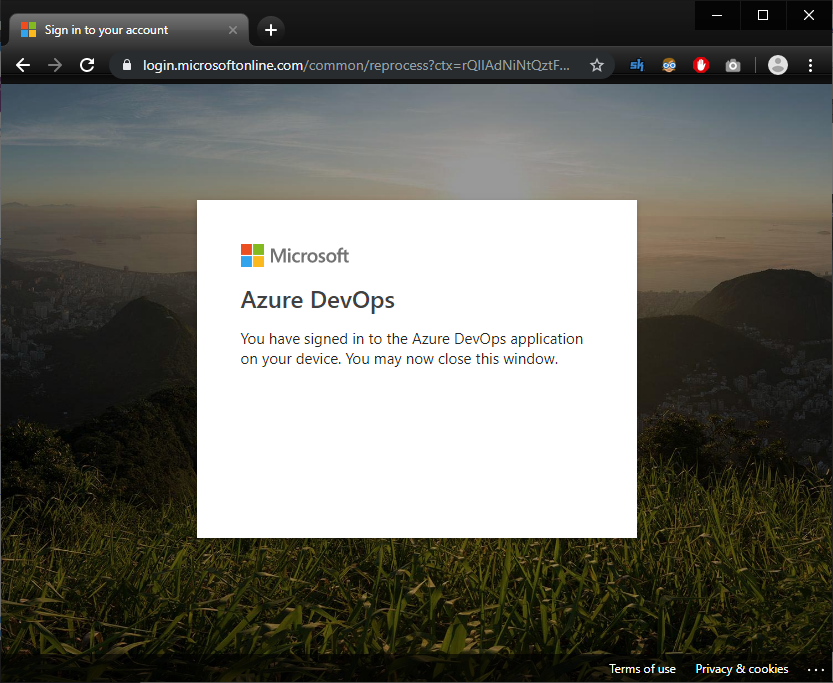 Sign in to your account
login.microsoftonline.com/common/reprocess?ctx=rQIIAdNiNtQztF...
sk
Microsoft
Azure DevOps
You have signed in to the Azure DevOps application
on your device. You may now close this window.
Terms of use Privacy & cookies ...